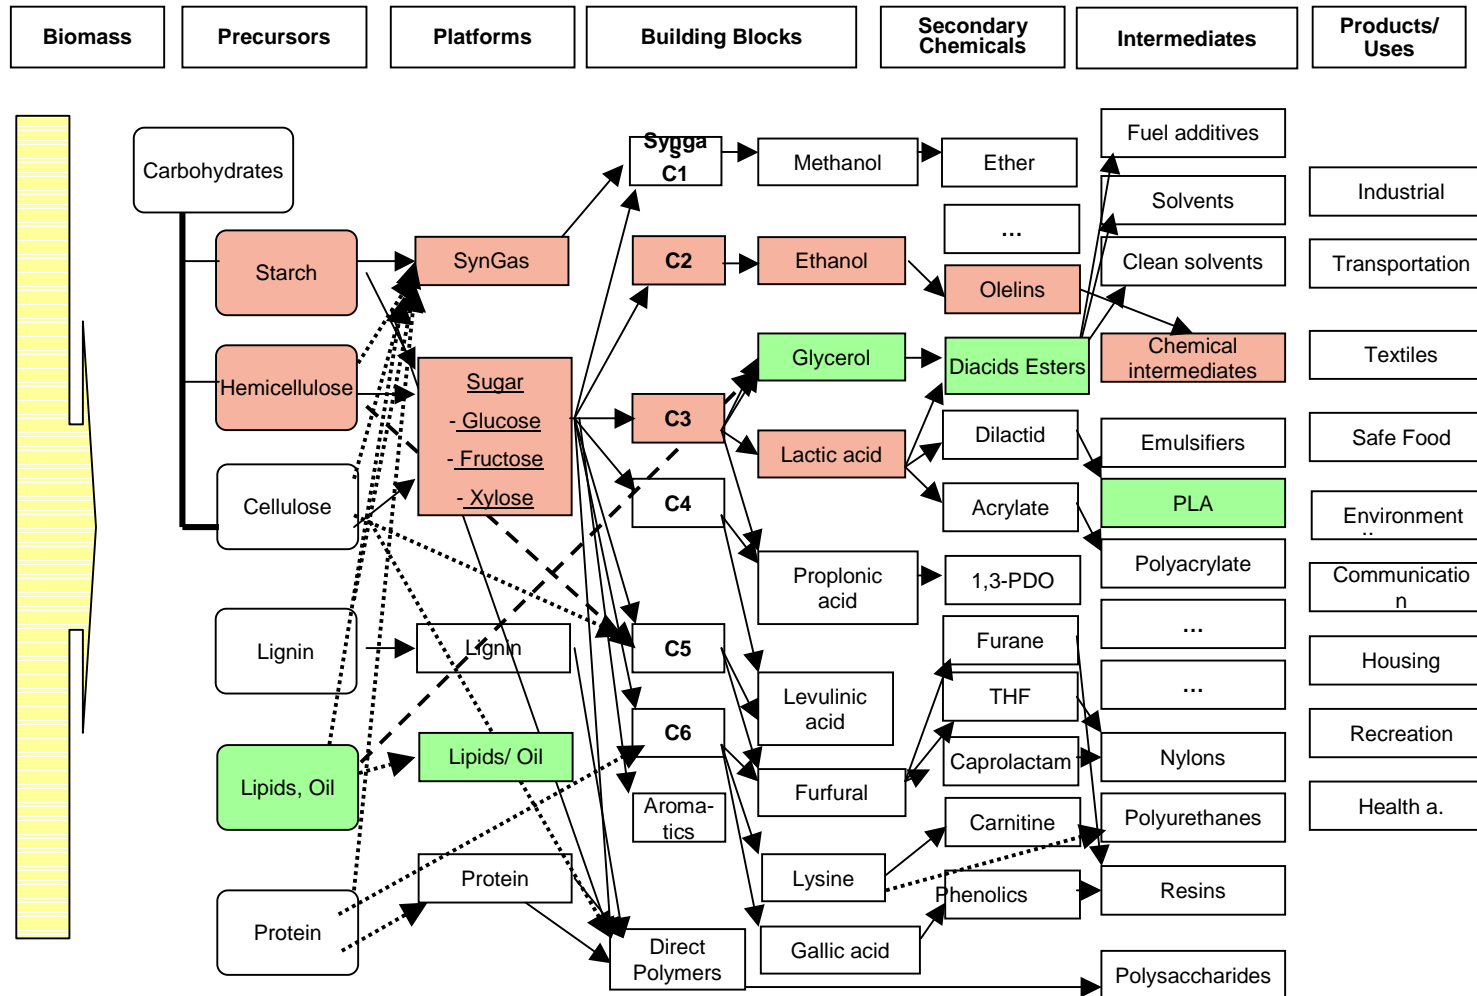 Biomass
Precursors
Platforms
Building Blocks
Secondary
Chemicals
Intermediates
Products/
Uses
Carbohydrates
Starch
Hemicellulose
Cellulose
Lignin
Lipids, Oil
Protein
SynGas
Sugar
- Glucose
- Fructose
- Xylose
Lignin
Lipids/ Oil
Protein
Synga
s
C1
C2
C3
C4
C5
C6
Aroma-
tics
Direct
Polymers
Methanol
Ethanol
Glycerol
Lactic acid
Proplonic
acid
Levulinic
acid
Furfural
Lysine
Gallic acid
Ether
...
Olelins
Diacids Esters
Dilactid
Acrylate
1,3-PDO
Furane
THF
Caprolactam
Carnitine
Phenolics
Fuel additives
Solvents
Clean solvents
Chemical
intermediates
Emulsifiers
PLA
Polyacrylate
...
...
Nylons
Polyurethanes
Resins
Polysaccharides
Industrial
Transportation
Textiles
Safe Food
Environment
Communicatio
n
Housing
Recreation
Health a.